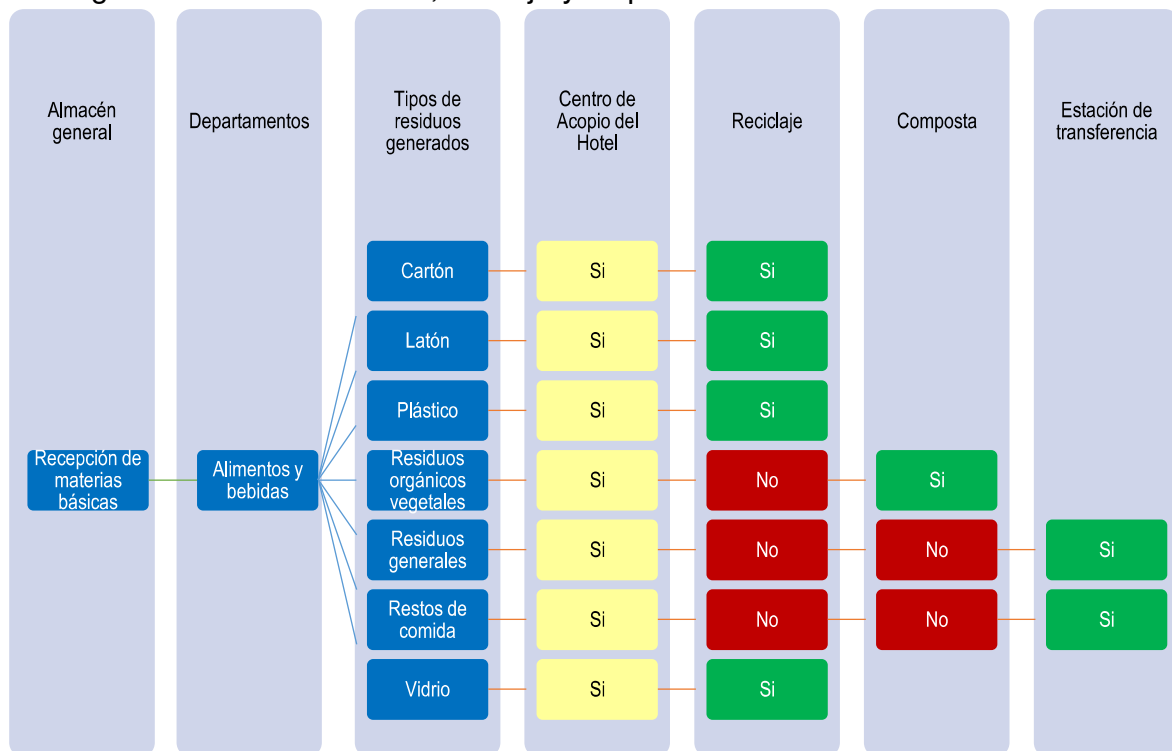 Almacén
general
Departamentos
Tipos de
residuos
generados
Centro de
Acopio del
Hotel
Reciclaje
Composta
Estación de
transferencia
Cartón
Si
Si
Latón
Si
Si
Plástico
Si
Si
Recepción de
materias
básicas
Alimentos y
bebidas
Residuos
orgánicos
vegetales
Si
No
Si
Residuos
generales
Si
No
No
Si
Restos de
comida
Si
No
No
Si
Vidrio
Si
Si